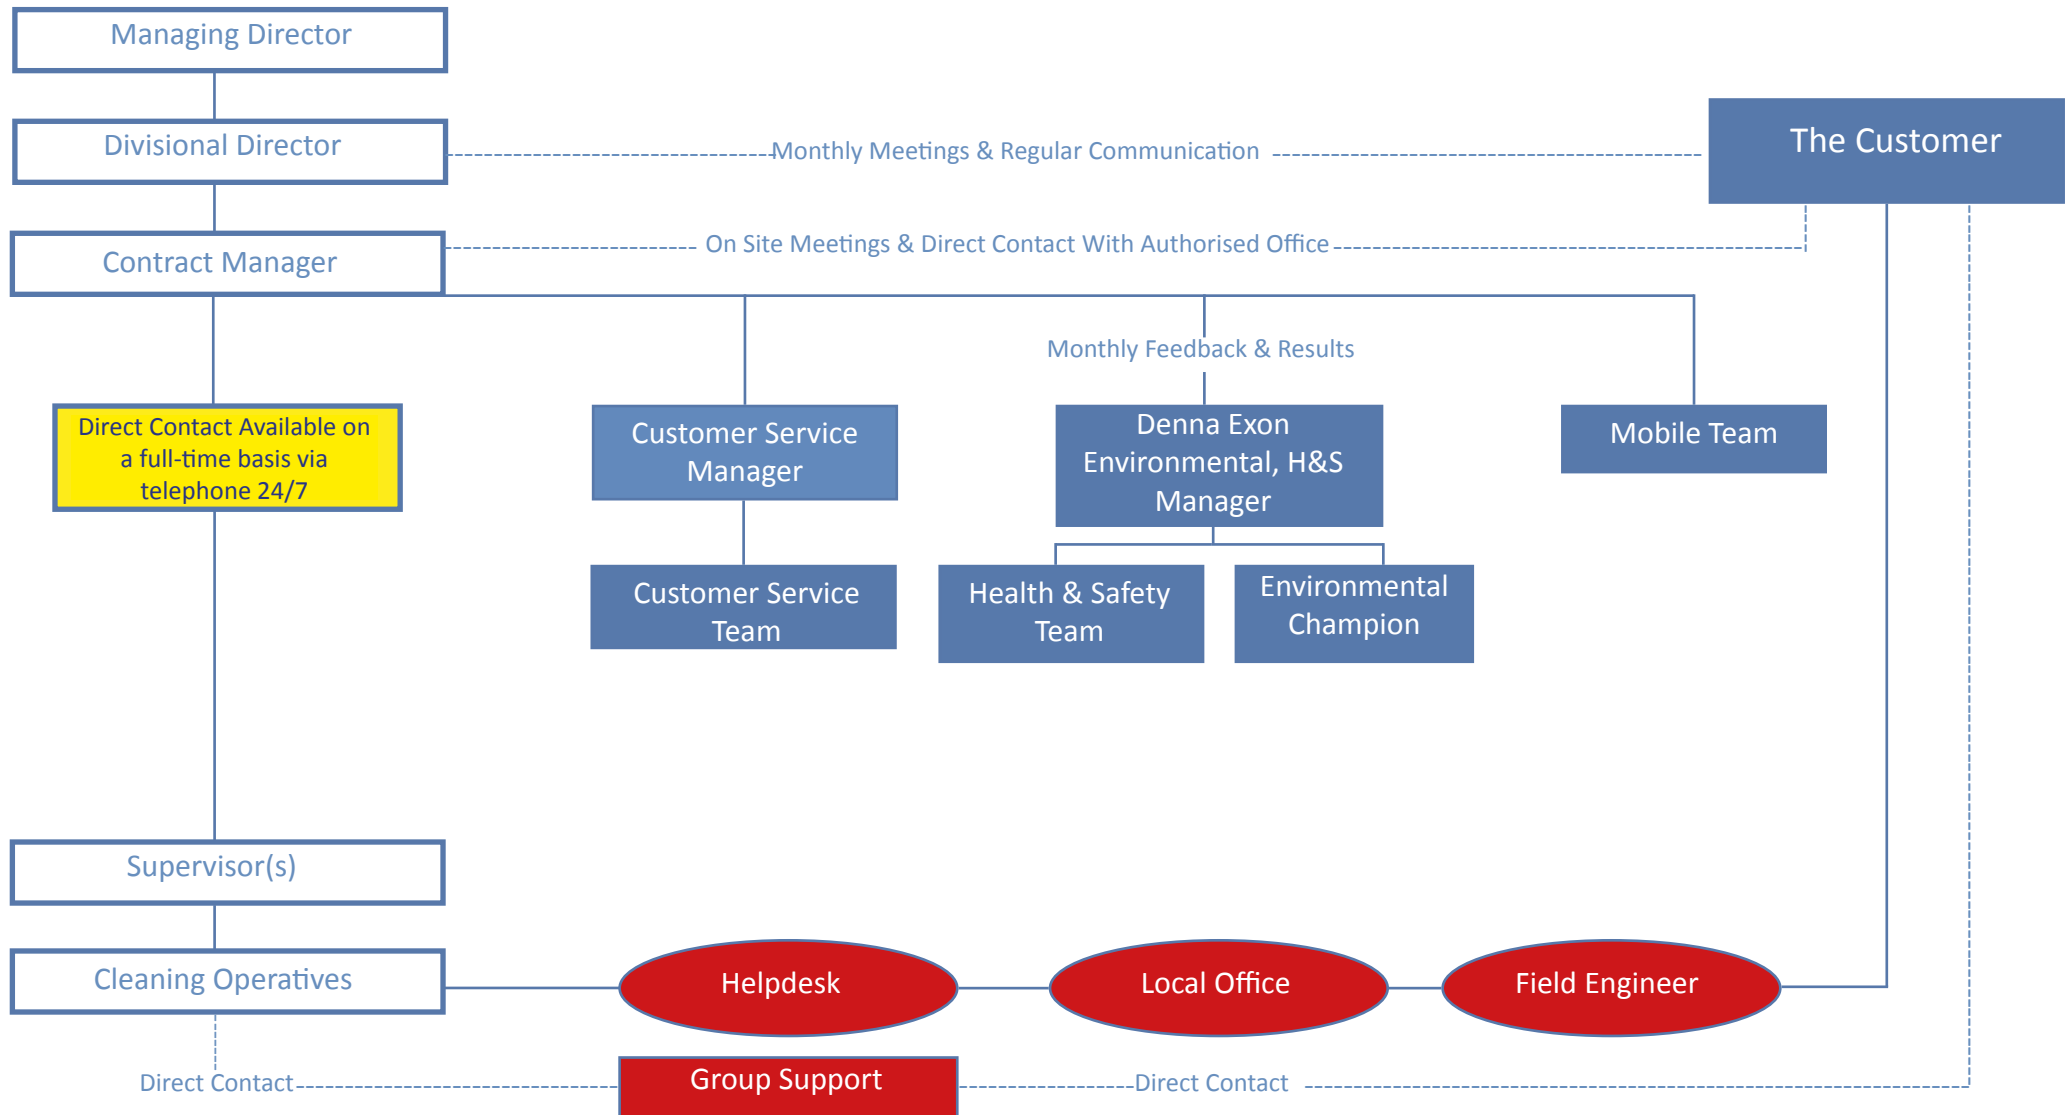 Managing Director
Divisional Director
Monthly Meetings & Regular Communication
The Customer
Contract Manager
On Site Meetings & Direct Contact With Authorised Office
Monthly Feedback & Results
Direct Contact Available on
a full-time basis via
telephone 24/7
Customer Service
Manager
Denna Exon
Environmental, H&S
Manager
Mobile Team
Customer Service
Team
Health & Safety
Team
Environmental
Champion
Supervisor(s)
Cleaning Operatives
Helpdesk
Local Office
Field Engineer
Direct Contact
Group Support
Direct Contact